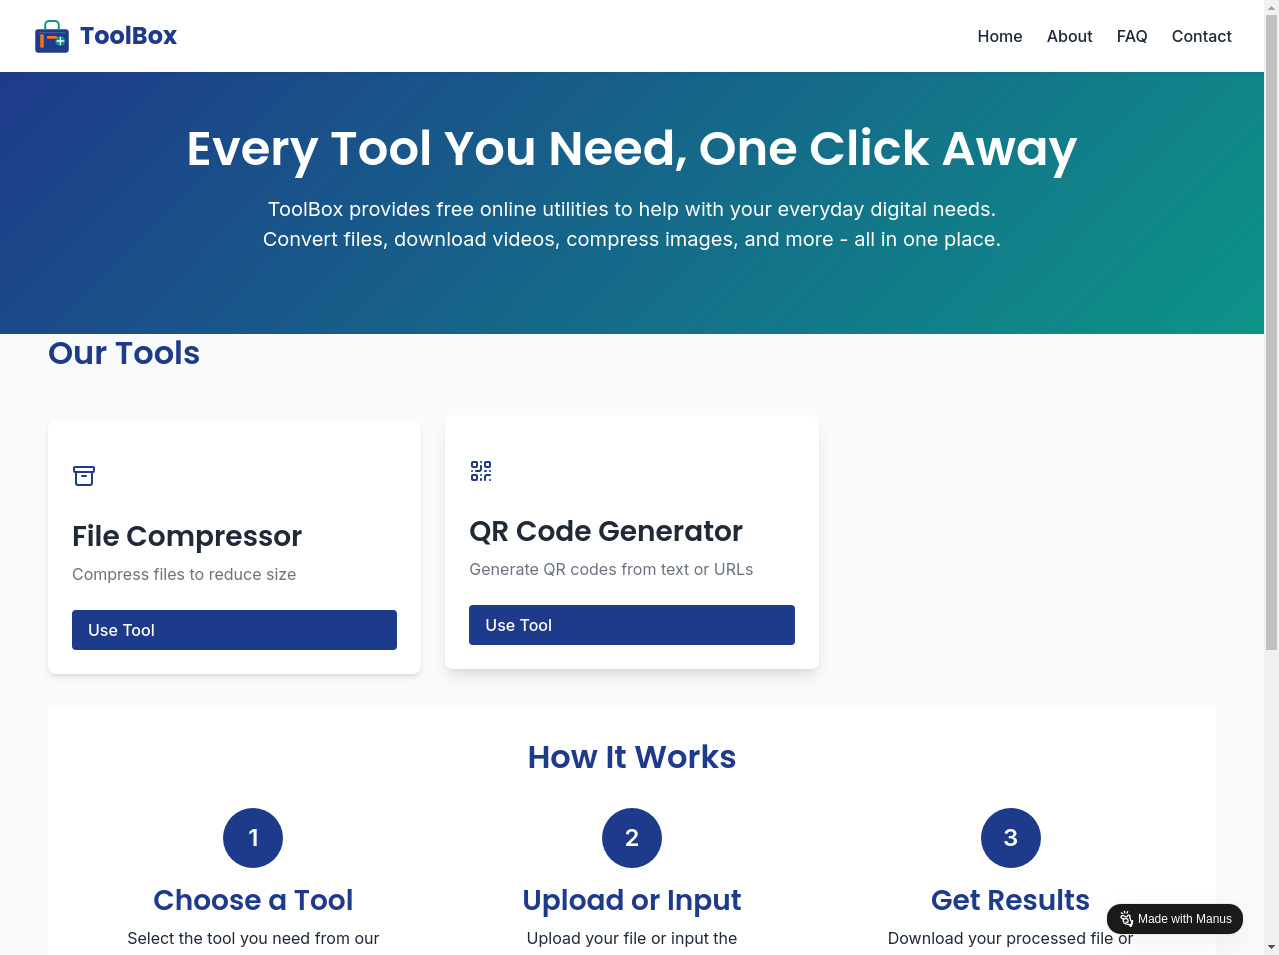 ToolBox
Home
About
FAQ
Contact
Every Tool You Need, One Click Away
ToolBox provides free online utilities to help with your everyday digital needs.
Convert files, download videos, compress images, and more - all in one place.
Our Tools
File Compressor
Compress files to reduce size
Use Tool
QR Code Generator
Generate QR codes from text or URLs
Use Tool
How It Works
1
Choose a Tool
Select the tool you need from our
2
Upload or Input
Upload your file or input the
3
Get Results
Download your processed file or
Made with Manus